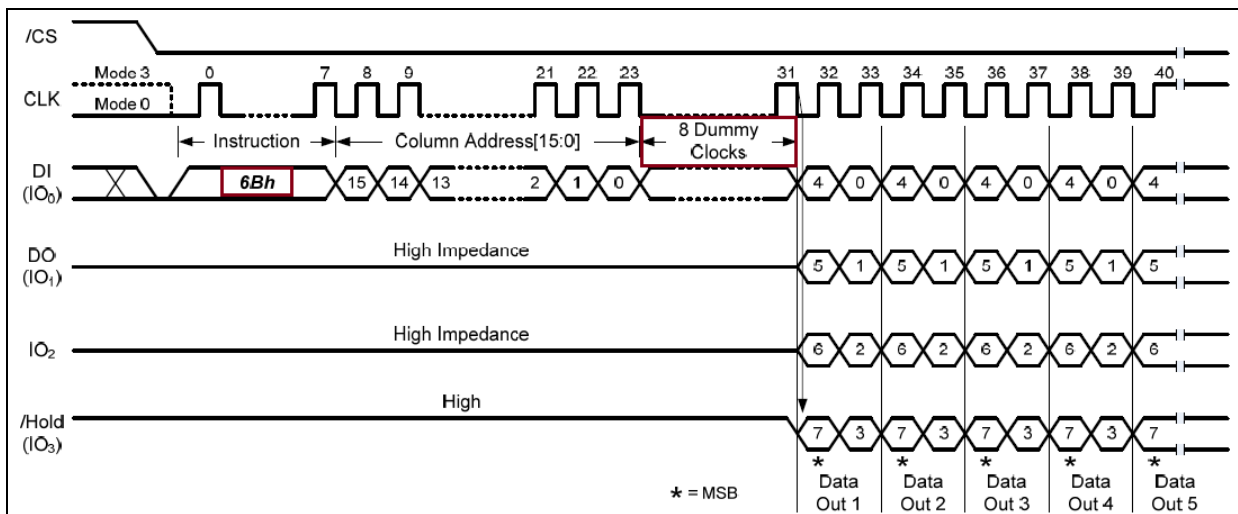 /CS
Mode 3 0 7 8 9 21 22 23 31 32 33 34 35 36 37 38 39 40
CLK Mode 0
Instruction Column Address[15:0] 8 Dummy
Clocks
DI
(IO₀) 6Bh 15 14 13 2 1 0 4 0 4 0 4 0 4 0 4
DO
(IO₁) High Impedance 5 1 5 1 5 1 5 1 5
High Impedance
IO₂ 6 2 6 2 6 2 6 2 6
High
/Hold
(IO₃) 7 3 7 3 7 3 7 3 7
* * * * *
* = MSB Data Data Data Data Data
Out 1 Out 2 Out 3 Out 4 Out 5